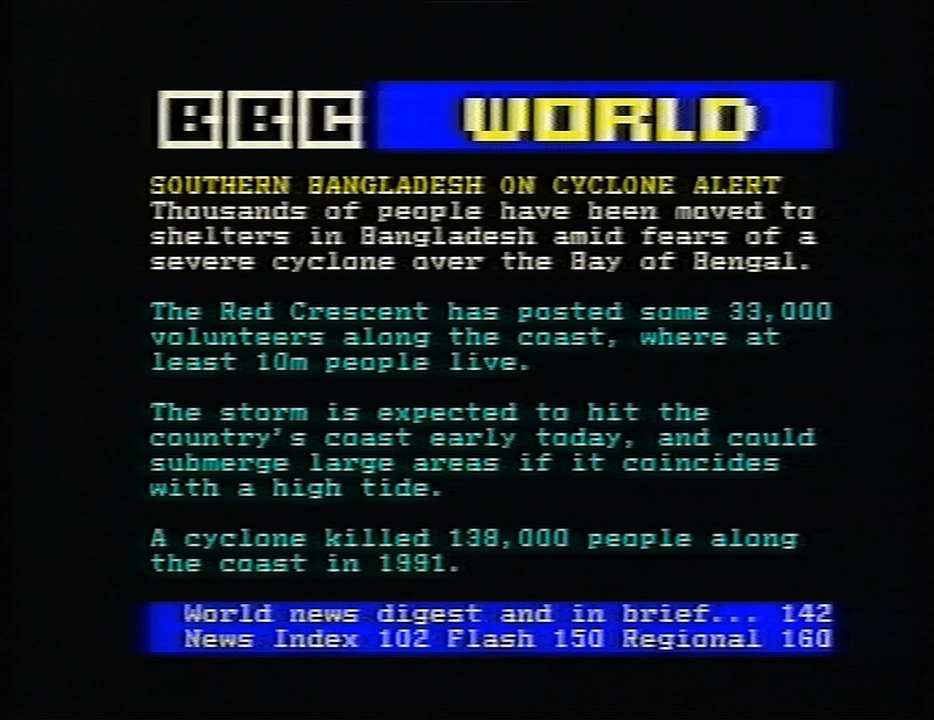 BBC WORLD
SOUTHERN BANGLADESH ON CYCLONE ALERT
Thousands of people have been moved to
shelters in Bangladesh amid fears of a
severe cyclone over the Bay of Bengal.
The Red Crescent has posted some 33,000
volunteers along the coast, where at
least 10m people live.
The storm is expected to hit the
country's coast early today, and could
submerge large areas if it coincides
with a high tide.
A cyclone killed 138,000 people along
the coast in 1991.
World news digest and in brief... 142
News Index 102 Flash 150 Regional 160